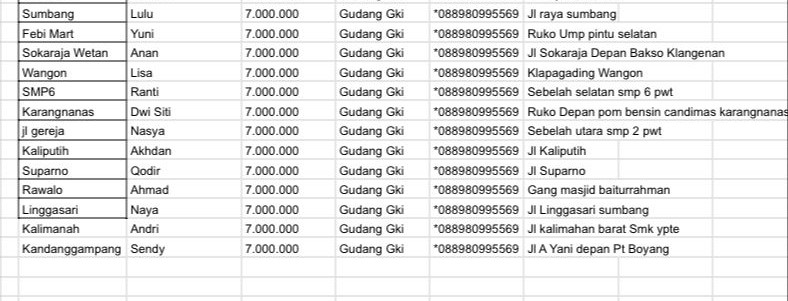 Sumbang Lulu 7.000.000 Gudang Gki *088980995569 Jl raya sumbang
Febi Mart Yuni 7.000.000 Gudang Gki *088980995569 Ruko Ump pintu selatan
Sokaraja Wetan Anan 7.000.000 Gudang Gki *088980995569 Jl Sokaraja Depan Bakso Klangenan
Wangon Lisa 7.000.000 Gudang Gki *088980995569 Klapagading Wangon
SMP6 Ranti 7.000.000 Gudang Gki *088980995569 Sebelah selatan smp 6 pwt
Karangnanas Dwi Siti 7.000.000 Gudang Gki *088980995569 Ruko Depan pom bensin candimas karangnanas
jl gereja Nasya 7.000.000 Gudang Gki *088980995569 Sebelah utara smp 2 pwt
Kaliputih Akhdan 7.000.000 Gudang Gki *088980995569 Jl Kaliputih
Suparno Qodir 7.000.000 Gudang Gki *088980995569 Jl Suparno
Rawalo Ahmad 7.000.000 Gudang Gki *088980995569 Gang masjid baiturrahman
Linggasari Naya 7.000.000 Gudang Gki *088980995569 Jl Linggasari sumbang
Kalimanah Andri 7.000.000 Gudang Gki *088980995569 Jl kalimahan barat Smk ypte
Kandanggampang Sendy 7.000.000 Gudang Gki *088980995569 Jl A Yani depan Pt Boyang